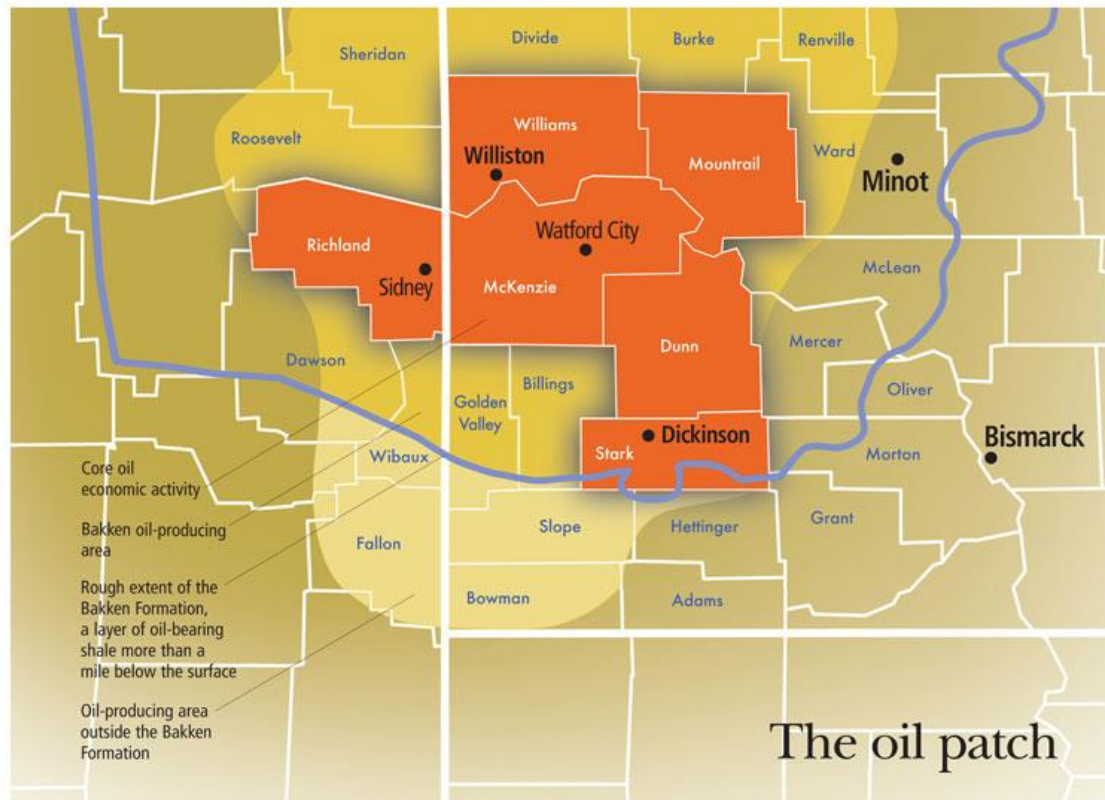 Sheridan
Divide
Burke
Renville
Roosevelt
Williams
Williston
Mountrail
Ward
Minot
Richland
Sidney
Watford City
McKenzie
McLean
Dawson
Dunn
Mercer
Oliver
Golden
Valley
Billings
Wibaux
Stark
Dickinson
Morton
Bismarck
Core oil
economic activity
Bakken oil-producing
area
Fallon
Slope
Hettinger
Grant
Rough extent of the
Bakken Formation,
a layer of oil-bearing
shale more than a
mile below the surface
Bowman
Adams
Oil-producing area
outside the Bakken
Formation
The oil patch